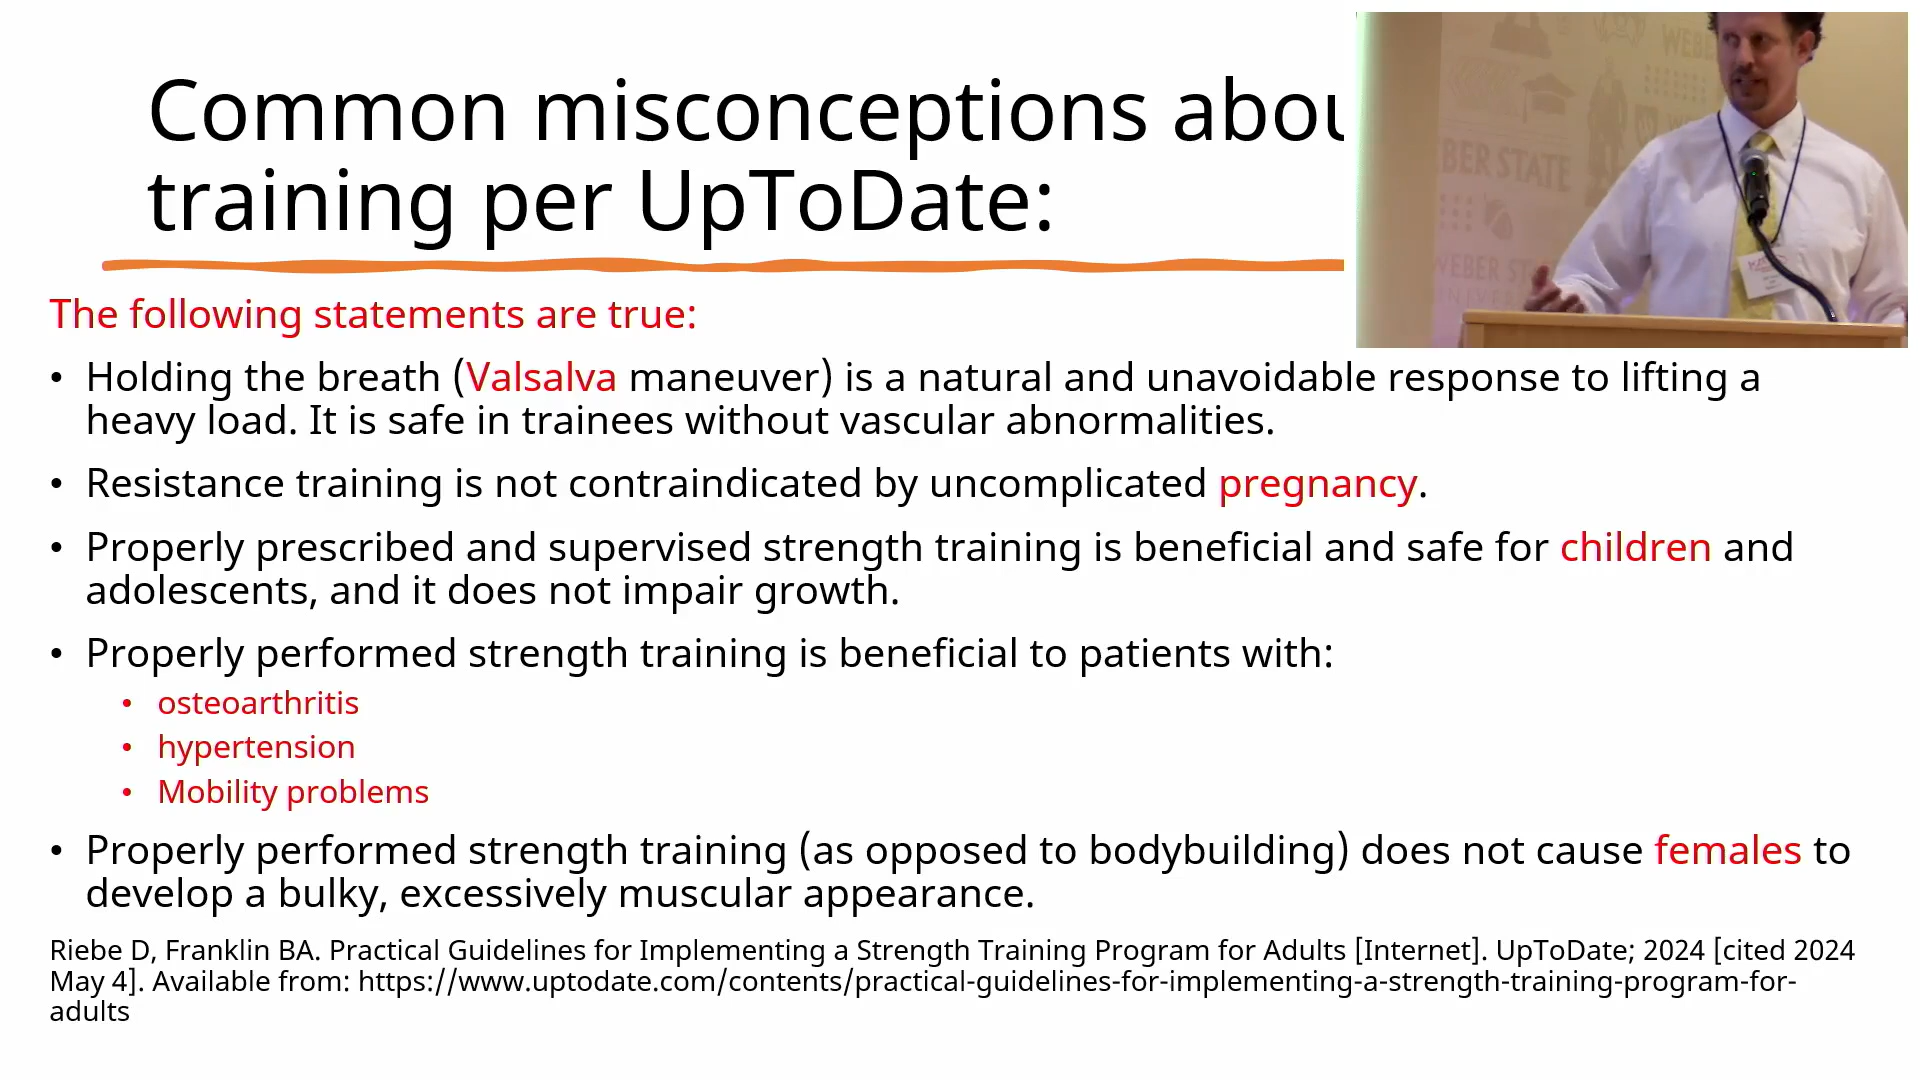 Common misconceptions abou
training per UpToDate:
The following statements are true:
• Holding the breath (Valsalva maneuver) is a natural and unavoidable response to lifting a
heavy load. It is safe in trainees without vascular abnormalities.
• Resistance training is not contraindicated by uncomplicated pregnancy.
• Properly prescribed and supervised strength training is beneficial and safe for children and
adolescents, and it does not impair growth.
• Properly performed strength training is beneficial to patients with:
• osteoarthritis
• hypertension
• Mobility problems
• Properly performed strength training (as opposed to bodybuilding) does not cause females to
develop a bulky, excessively muscular appearance.
Riebe D, Franklin BA. Practical Guidelines for Implementing a Strength Training Program for Adults [Internet]. UpToDate; 2024 [cited 2024
May 4]. Available from: https://www.uptodate.com/contents/practical-guidelines-for-implementing-a-strength-training-program-for-
adults
WEBE
BER STATE
WEBER ST